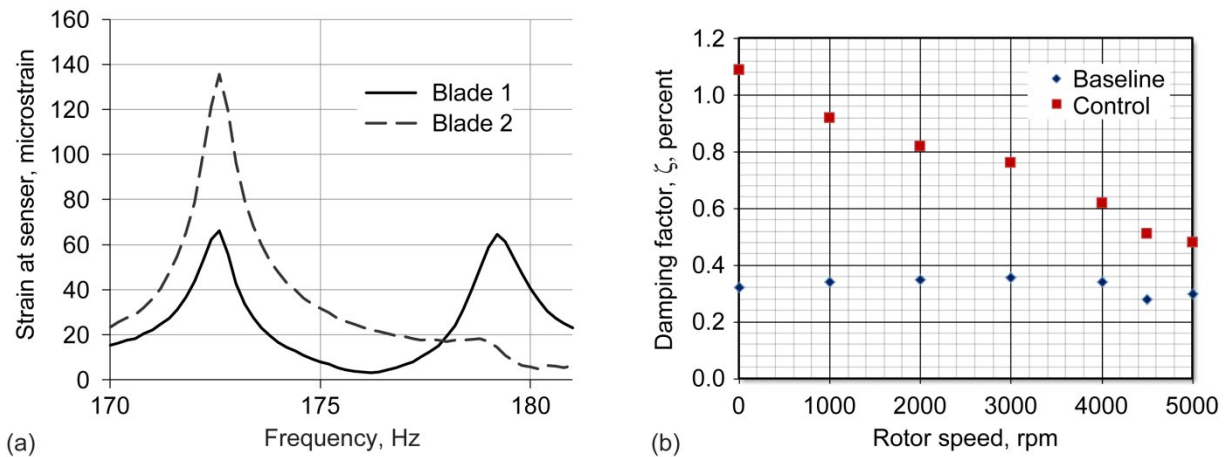 160
140
120
100
80
60
40
20
0
Strain at senser, microstrain
Blade 1
Blade 2
170
175
180
Frequency, Hz
(a)
1.2
1.0
0.8
0.6
0.4
0.2
0.0
Damping factor, ζ, percent
Baseline
Control
0
1000
2000
3000
4000
5000
Rotor speed, rpm
(b)